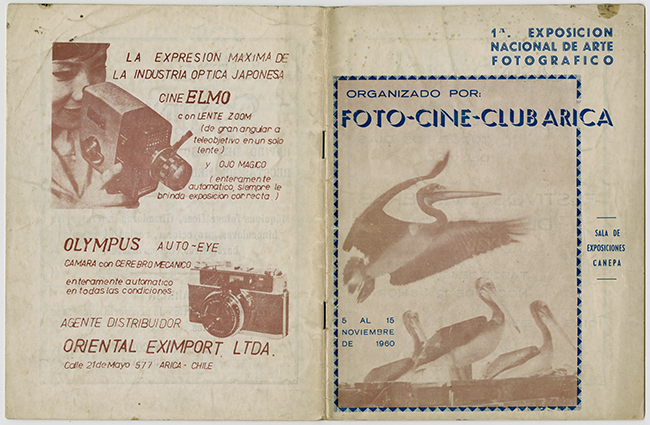 LA EXPRESION MAXIMA DE
LA INDUSTRIA OPTICA JAPONESA
CINE ELMO
con LENTE ZOOM
(de gran angular a
teleobjetivo en un solo
lente)
y OJO MAGICO
(enteramente
automatico, siempre le
brinda exposicion correcta)
OLYMPUS AUTO-EYE
CAMARA con CEREBRO MECANICO
enteramente automatico
en todas las condiciones
AGENTE DISTRIBUIDOR
ORIENTAL EXIMPORT, LTDA.
Calle 21 de Mayo 577 - ARICA - CHILE
1ª. EXPOSICION
NACIONAL DE ARTE
FOTOGRAFICO
ORGANIZADO POR:
FOTO-CINE-CLUB ARICA
SALA DE
EXPOSICIONES
CANEPA
5 AL 15
NOVIEMBRE
DE 1960